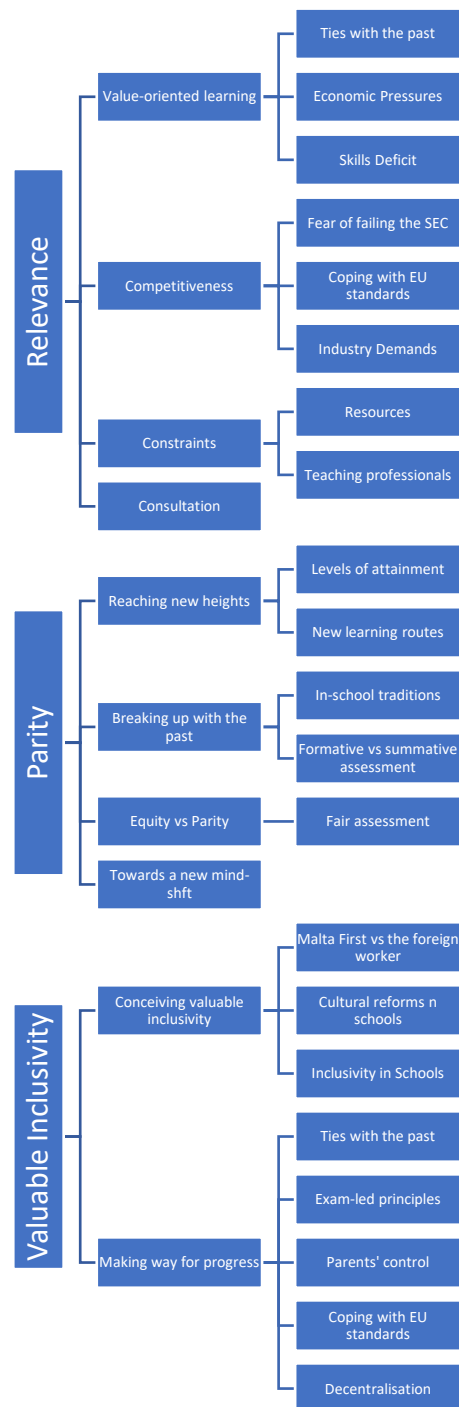 Relevance
Value-oriented learning
Ties with the past
Economic Pressures
Skills Deficit
Competitiveness
Fear of failing the SEC
Coping with EU
standards
Industry Demands
Constraints
Resources
Teaching professionals
Consultation
Parity
Reaching new heights
Levels of attainment
New learning routes
Breaking up with the
past
In-school traditions
Formative vs summative
assessment
Equity vs Parity
Fair assessment
Towards a new mind-
shft
Valuable Inclusivity
Conceiving valuable
inclusivity
Malta First vs the foreign
worker
Cultural reforms n
schools
Inclusivity in Schools
Making way for progress
Ties with the past
Exam-led principles
Parents' control
Coping with EU
standards
Decentralisation